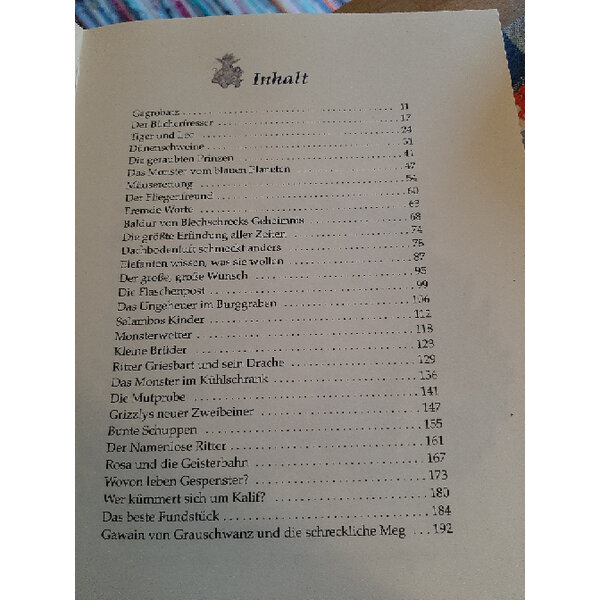 Inhalt
Gagrobatz 11
Der Bücherfresser 17
Tiger und Leo 24
Dünenschweine 31
Die geraubten Prinzen 41
Das Monster vom blauen Planeten 47
Mäuserettung 54
Der Fliegenfreund 60
Fremde Worte 63
Baldur von Blechschrecks Geheimnis 68
Die größte Erfindung aller Zeiten 74
Dachbodenluft schmeckt anders 78
Elefanten wissen, was sie wollen 87
Der große, große Wunsch 95
Die Flaschenpost 99
Das Ungeheuer im Burggraben 106
Salambos Kinder 112
Monsterwetter 118
Kleine Brüder 123
Ritter Griesbart und sein Drache 129
Das Monster im Kühlschrank 136
Die Mutprobe 141
Grizzlys neuer Zweibeiner 147
Bunte Schuppen 155
Der Namenlose Ritter 161
Rosa und die Geisterbahn 167
Wovon leben Gespenster? 173
Wer kümmert sich um Kalif? 180
Das beste Fundstück 184
Gawain von Grauschwanz und die schreckliche Meg 192